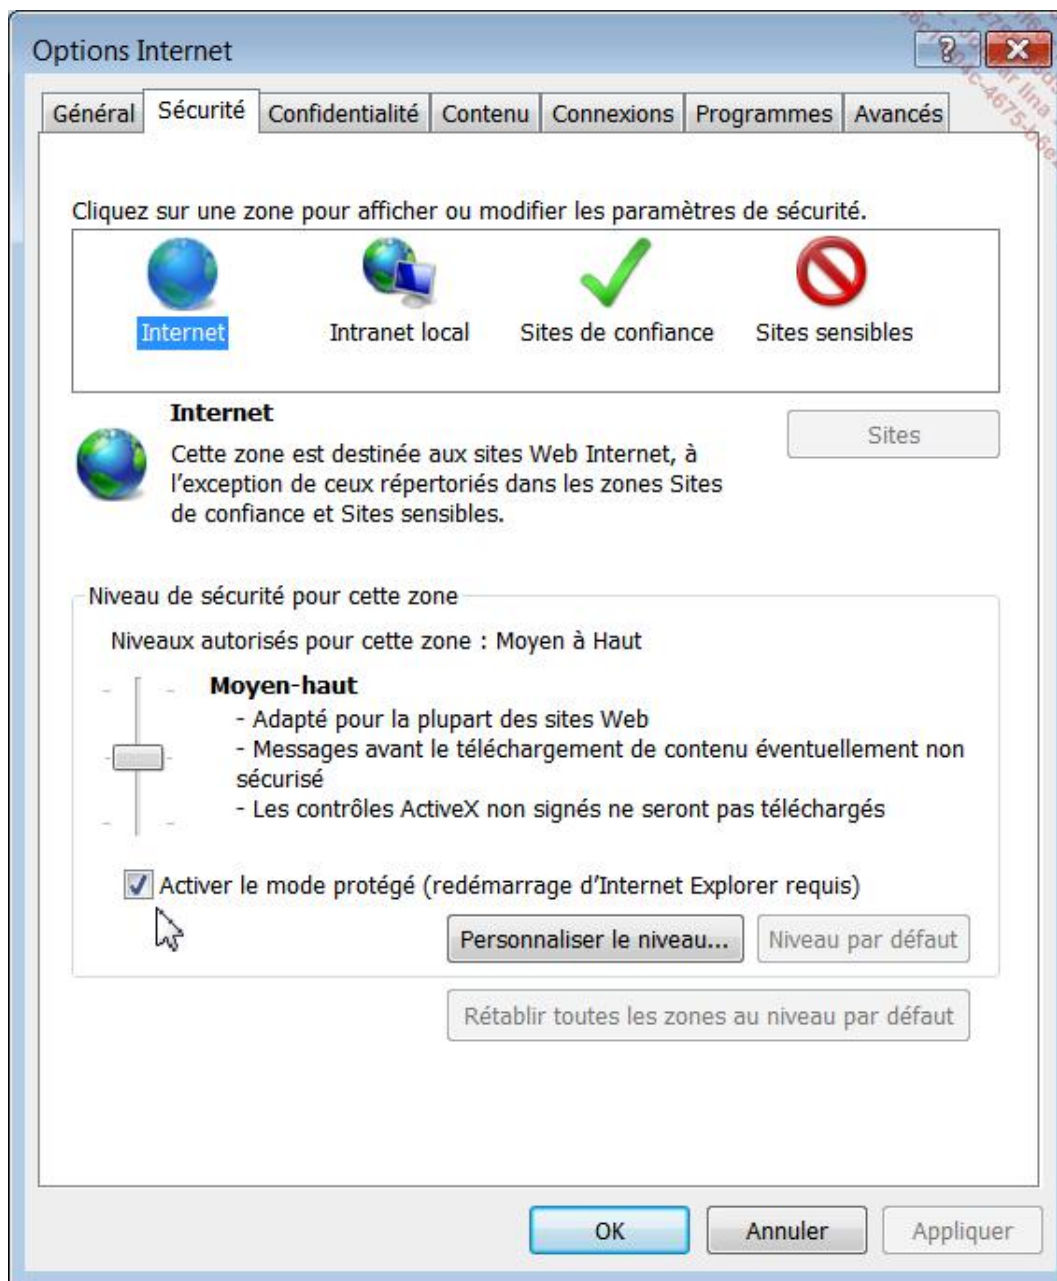 Options Internet
Général Sécurité Confidentialité Contenu Connexions Programmes Avancés
Cliquez sur une zone pour afficher ou modifier les paramètres de sécurité.
Internet Intranet local Sites de confiance Sites sensibles
Internet
Sites
Cette zone est destinée aux sites Web Internet, à
l'exception de ceux répertoriés dans les zones Sites
de confiance et Sites sensibles.
Niveau de sécurité pour cette zone
Niveaux autorisés pour cette zone : Moyen à Haut
Moyen-haut
- Adapté pour la plupart des sites Web
- Messages avant le téléchargement de contenu éventuellement non
sécurisé
- Les contrôles ActiveX non signés ne seront pas téléchargés
Activer le mode protégé (redémarrage d'Internet Explorer requis)
Personnaliser le niveau... Niveau par défaut
Rétablir toutes les zones au niveau par défaut
OK Annuler Appliquer